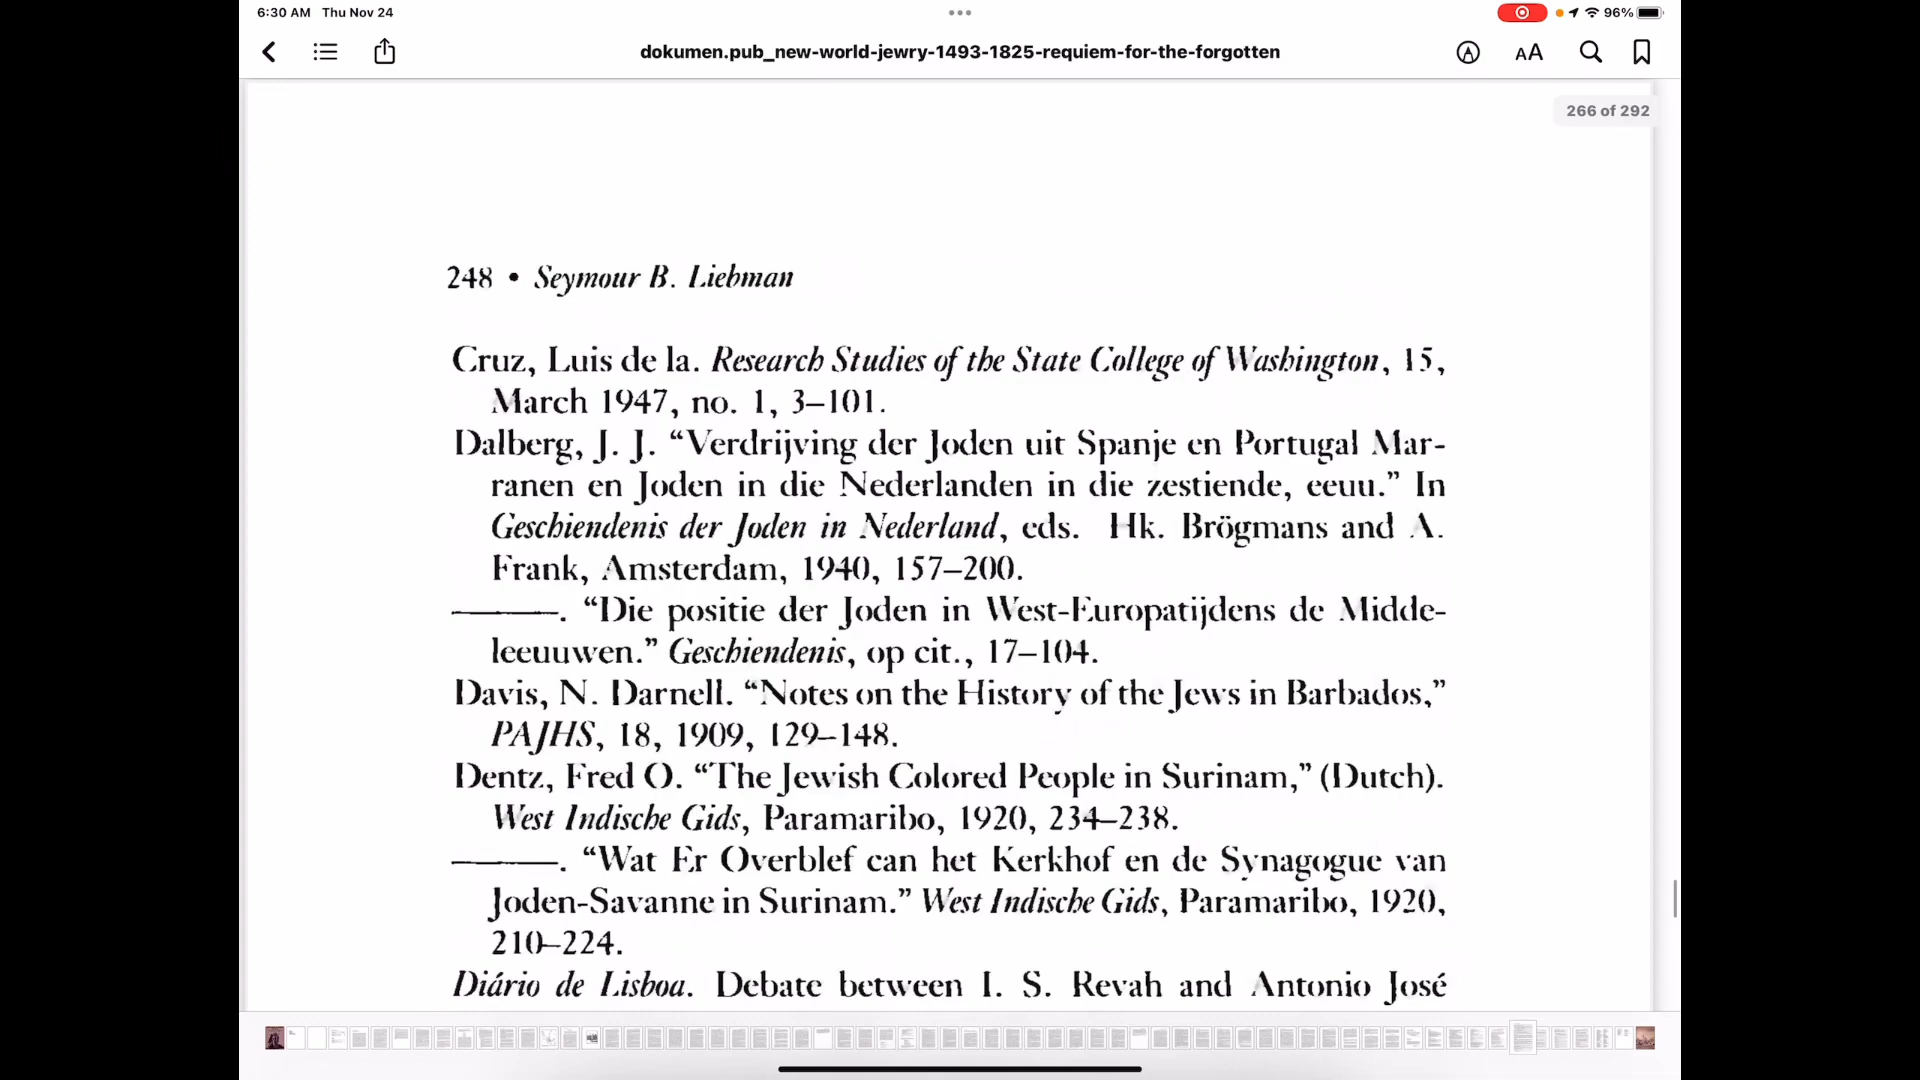 6:30 AM Thu Nov 24
96%
dokumen.pub_new-world-jewry-1493-1825-requiem-for-the-forgotten
AA
266 of 292
248 • Seymour B. Liebman
Cruz, Luis de la. Research Studies of the State College of Washington, 15,
March 1947, no. 1, 3–101.
Dalberg, J. J. “Verdrijving der Joden uit Spanje en Portugal Mar-
ranen en Joden in die Nederlanden in die zestiende, eeuu.” In
Geschiendenis der Joden in Nederland, eds. Hk. Brögmans and A.
Frank, Amsterdam, 1940, 157–200.
———. “Die positie der Joden in West-Europatijdens de Midde-
leeuuwen.” Geschiendenis, op cit., 17–104.
Davis, N. Darnell. “Notes on the History of the Jews in Barbados,”
PAJHS, 18, 1909, 129–148.
Dentz, Fred O. “The Jewish Colored People in Surinam,” (Dutch).
West Indische Gids, Paramaribo, 1920, 234–238.
———. “Wat Er Overblef can het Kerkhof en de Synagogue van
Joden-Savanne in Surinam.” West Indische Gids, Paramaribo, 1920,
210–224.
Diário de Lisboa. Debate between I. S. Revah and Antonio José